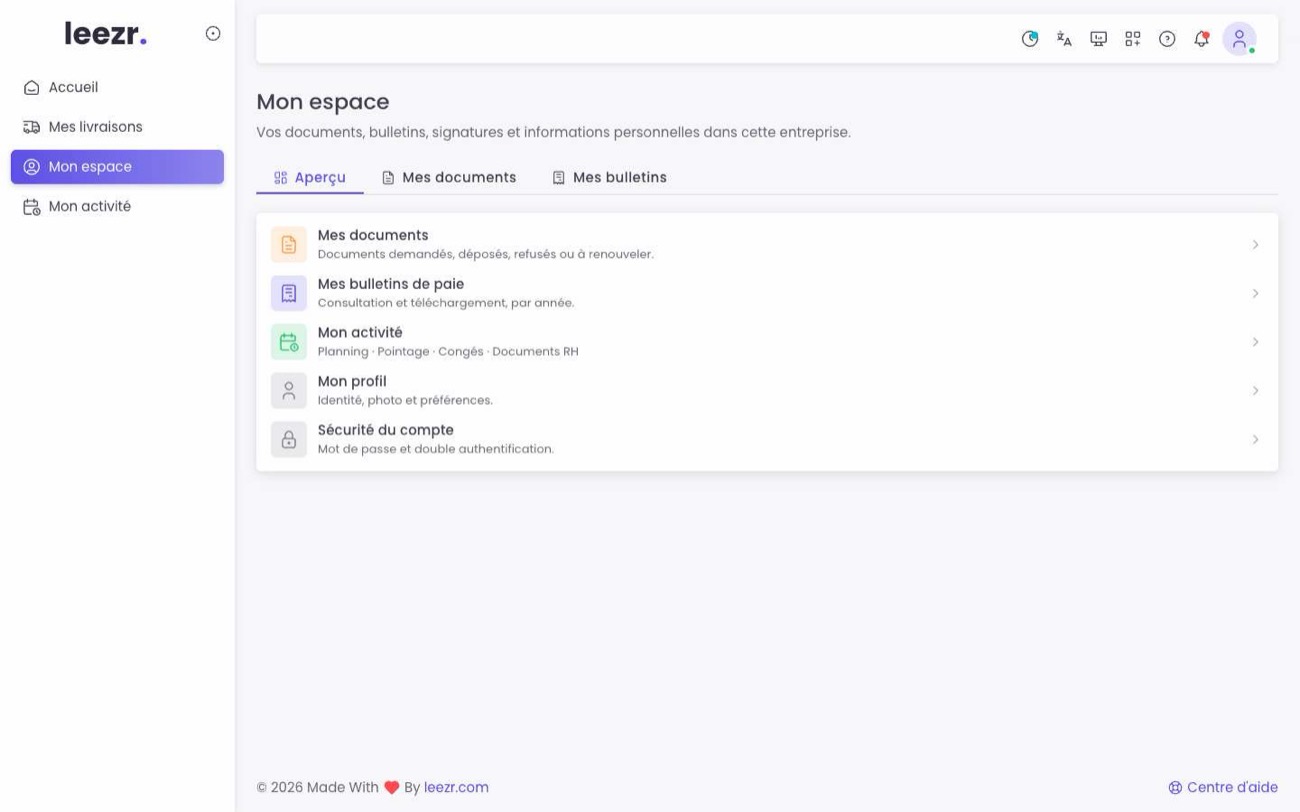 leezr.
Accueil
Mes livraisons
Mon espace
Mon activité
Mon espace
Vos documents, bulletins, signatures et informations personnelles dans cette entreprise.
Aperçu
Mes documents
Mes bulletins
Mes documents
Documents demandés, déposés, refusés ou à renouveler.
Mes bulletins de paie
Consultation et téléchargement, par année.
Mon activité
Planning · Pointage · Congés · Documents RH
Mon profil
Identité, photo et préférences.
Sécurité du compte
Mot de passe et double authentification.
© 2026 Made With ❤ By leezr.com
Centre d'aide